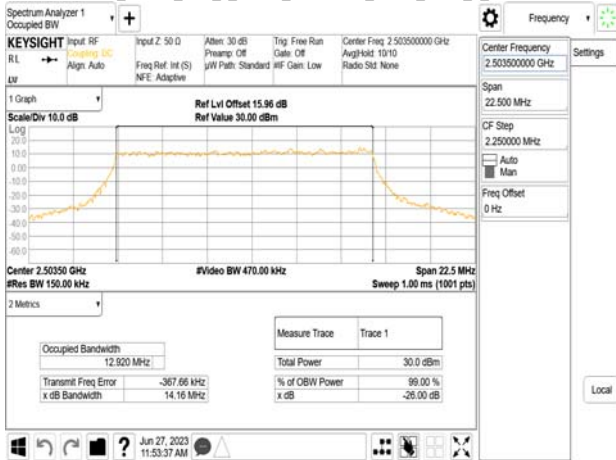 Spectrum Analyzer 1
Occupied BW
KEYSIGHT
Input: RF
Coupling: DC
Align: Auto
Input Z: 50 Ω
Freq Ref: Int (S)
NFE: Adaptive
Atten: 30 dB
Preamp: Off
µW Path: Standard
Trig: Free Run
Gate: Off
#IF Gain: Low
Center Freq: 2.503500000 GHz
Avg|Hold: 10/10
Radio Std: None
RL
LXI
1 Graph
Scale/Div 10.0 dB
Ref Lvl Offset 15.96 dB
Ref Value 30.00 dBm
Log
20.0
10.0
0.00
-10.0
-20.0
-30.0
-40.0
-50.0
-60.0
Center 2.50350 GHz
#Video BW 470.00 kHz
Span 22.5 MHz
#Res BW 150.00 kHz
Sweep 1.00 ms (1001 pts)
2 Metrics
Measure Trace Trace 1
Occupied Bandwidth
12.920 MHz
Total Power 30.0 dBm
Transmit Freq Error -367.66 kHz
% of OBW Power 99.00 %
x dB Bandwidth 14.16 MHz
x dB -26.00 dB
Jun 27, 2023
11:53:37 AM
Frequency
Center Frequency
2.503500000 GHz
Settings
Span
22.500 MHz
CF Step
2.250000 MHz
Auto
Man
Freq Offset
0 Hz
Local